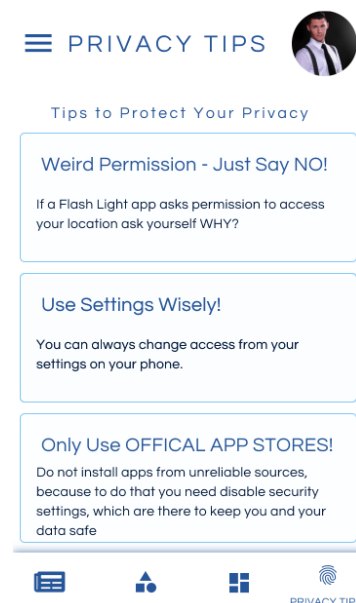 PRIVACY TIPS
Tips to Protect Your Privacy
Weird Permission - Just Say NO!
If a Flash Light app asks permission to access
your location ask yourself WHY?
Use Settings Wisely!
You can always change access from your
settings on your phone.
Only Use OFFICAL APP STORES!
Do not install apps from unreliable sources,
because to do that you need disable security
settings, which are there to keep you and your
data safe
PRIVACY TIP